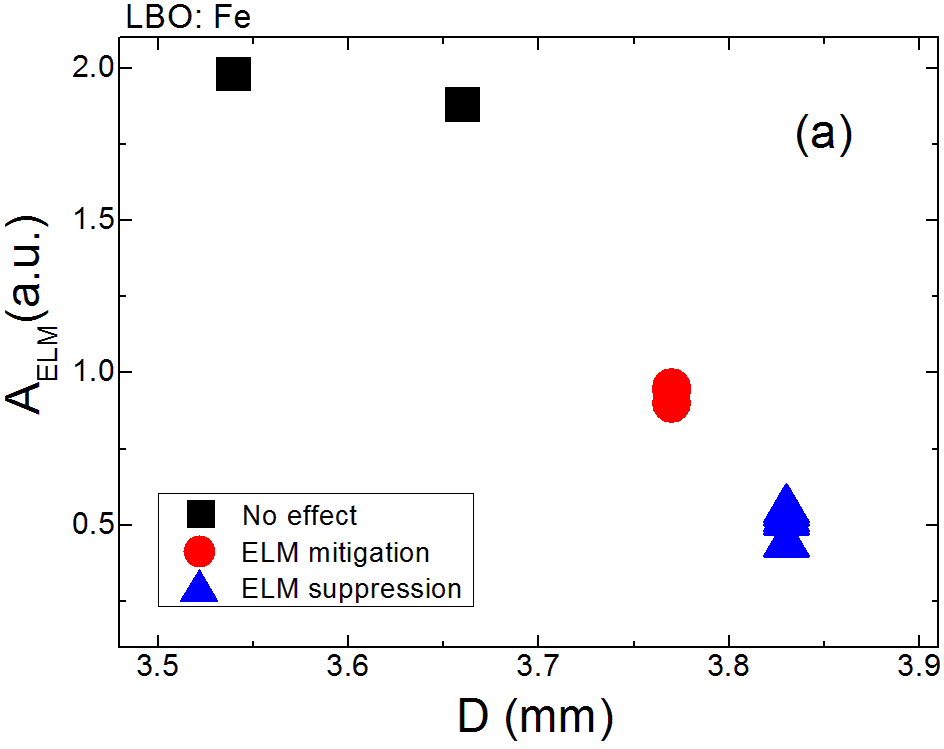 LBO: Fe
(a)
2.0
1.5
1.0
0.5
A_ELM(a.u.)
No effect
ELM mitigation
ELM suppression
3.5 3.6 3.7 3.8 3.9
D (mm)